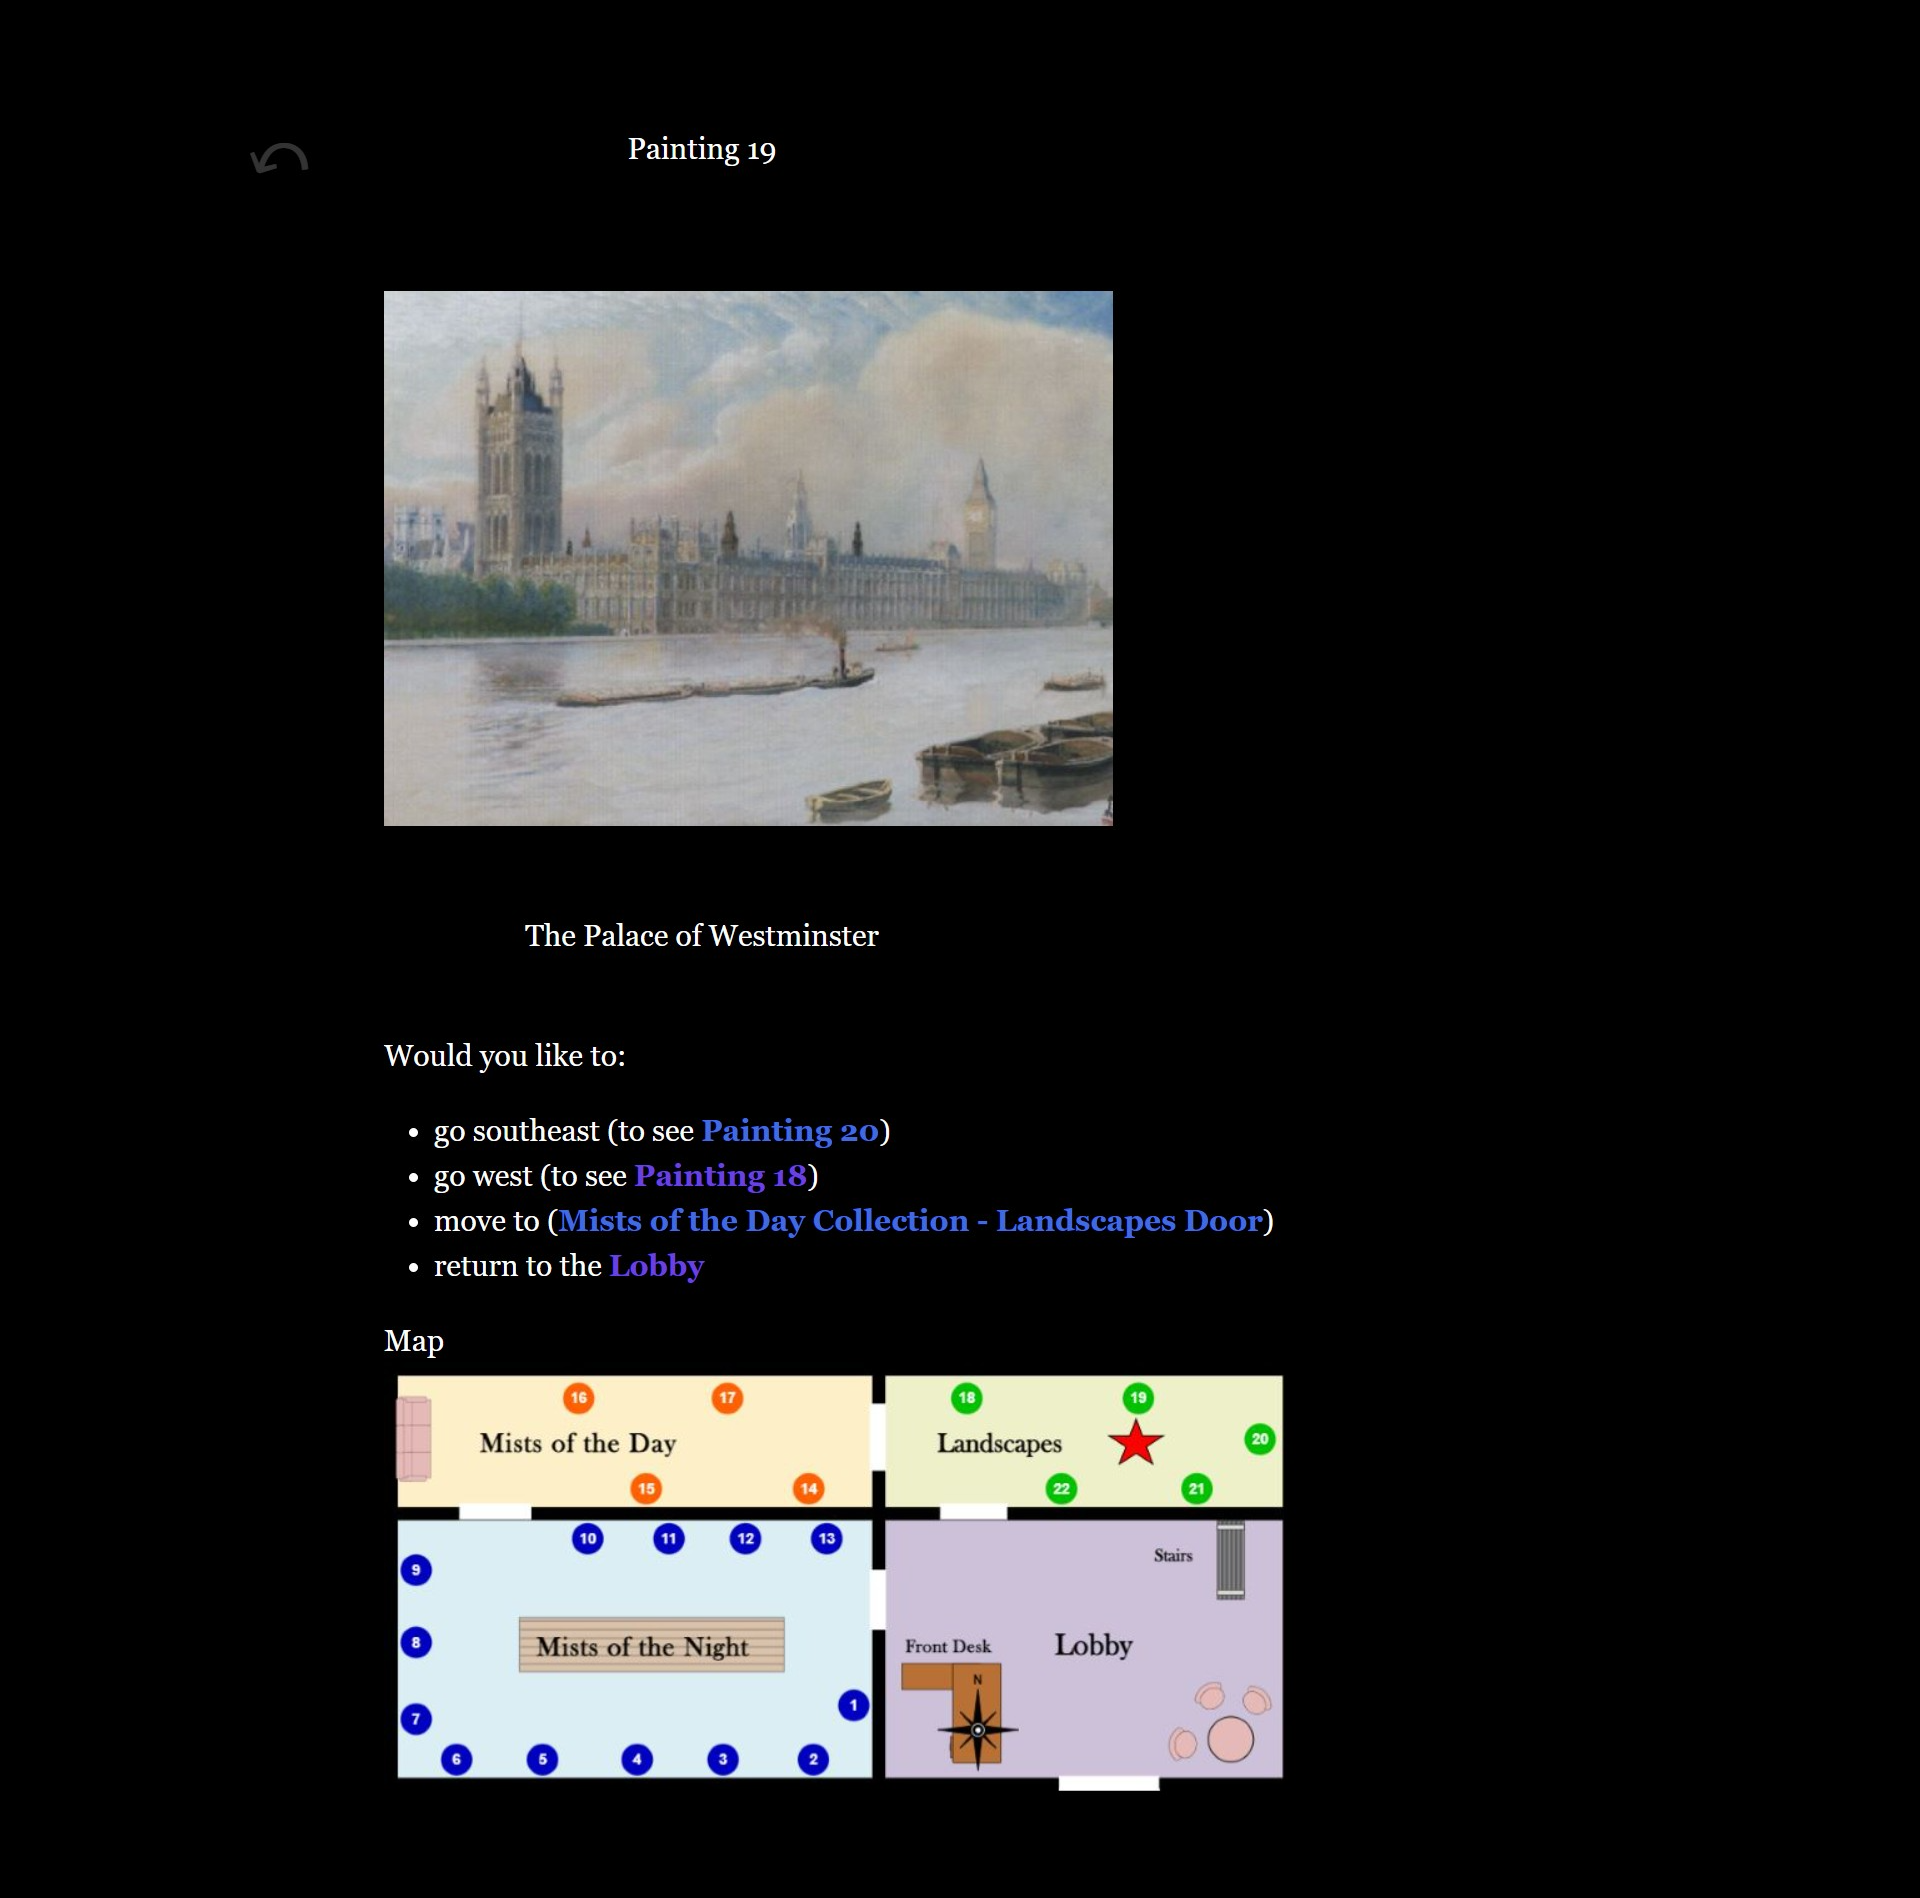 Painting 19
The Palace of Westminster
Would you like to:
• go southeast (to see Painting 20)
• go west (to see Painting 18)
• move to (Mists of the Day Collection - Landscapes Door)
• return to the Lobby
Map
16 17
Mists of the Day
15 14
18 19
Landscapes
20
22 21
10 11 12 13
9
8
Mists of the Night
7
1
6 5 4 3 2
Stairs
Front Desk
Lobby
N